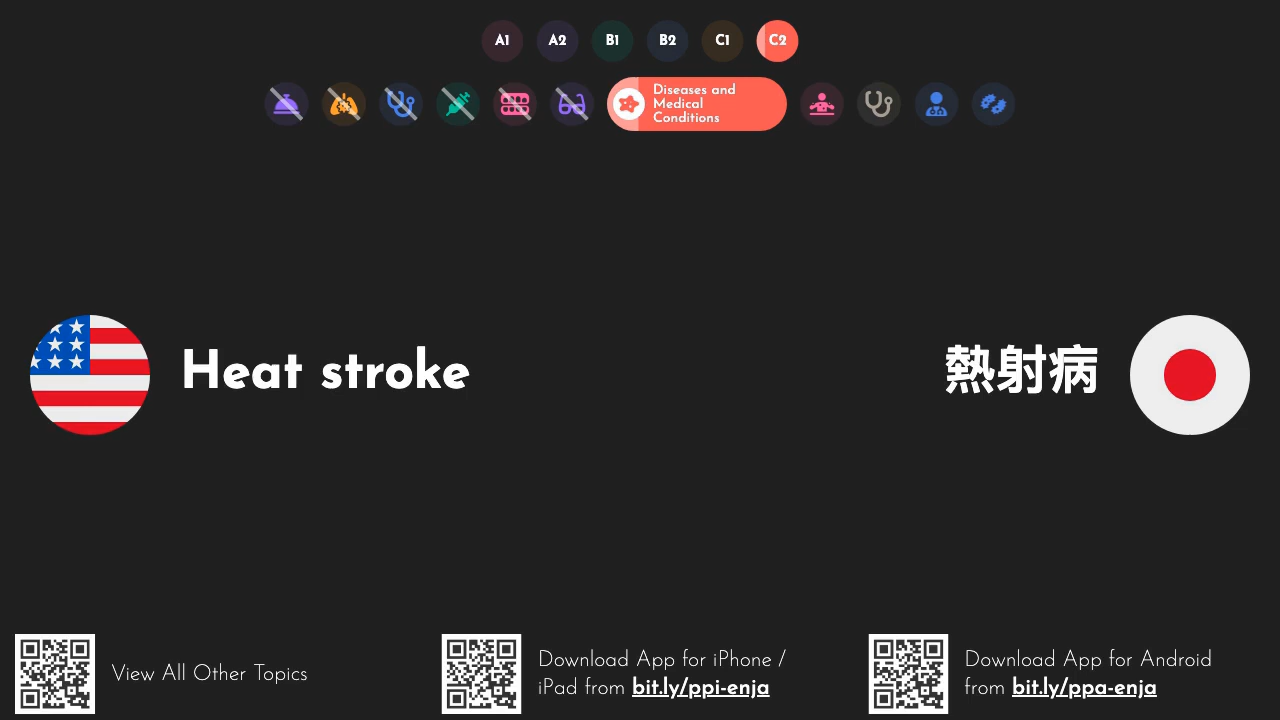 A1 A2 B1 B2 C1 C2
Diseases and
Medical
Conditions
Heat stroke
熱射病
View All Other Topics
Download App for iPhone /
iPad from bit.ly/ppi-enja
Download App for Android
from bit.ly/ppa-enja